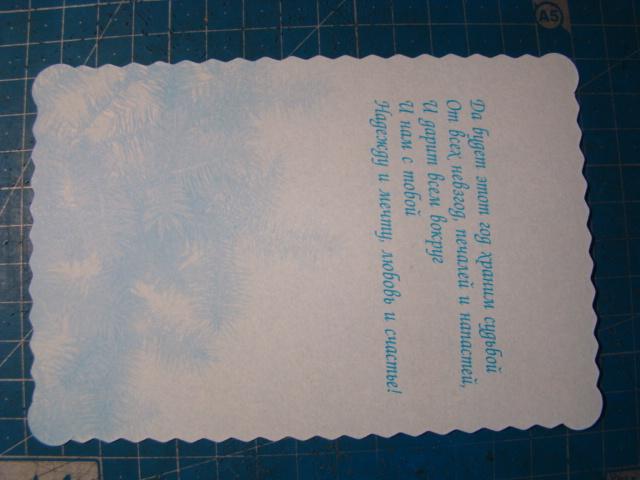 Да будет этот год храним судьбой
От всех невзгод, печалей и напастей,
И дарит всем вокруг
И нам с тобой
Надежду и мечту, любовь и счастье!
A5